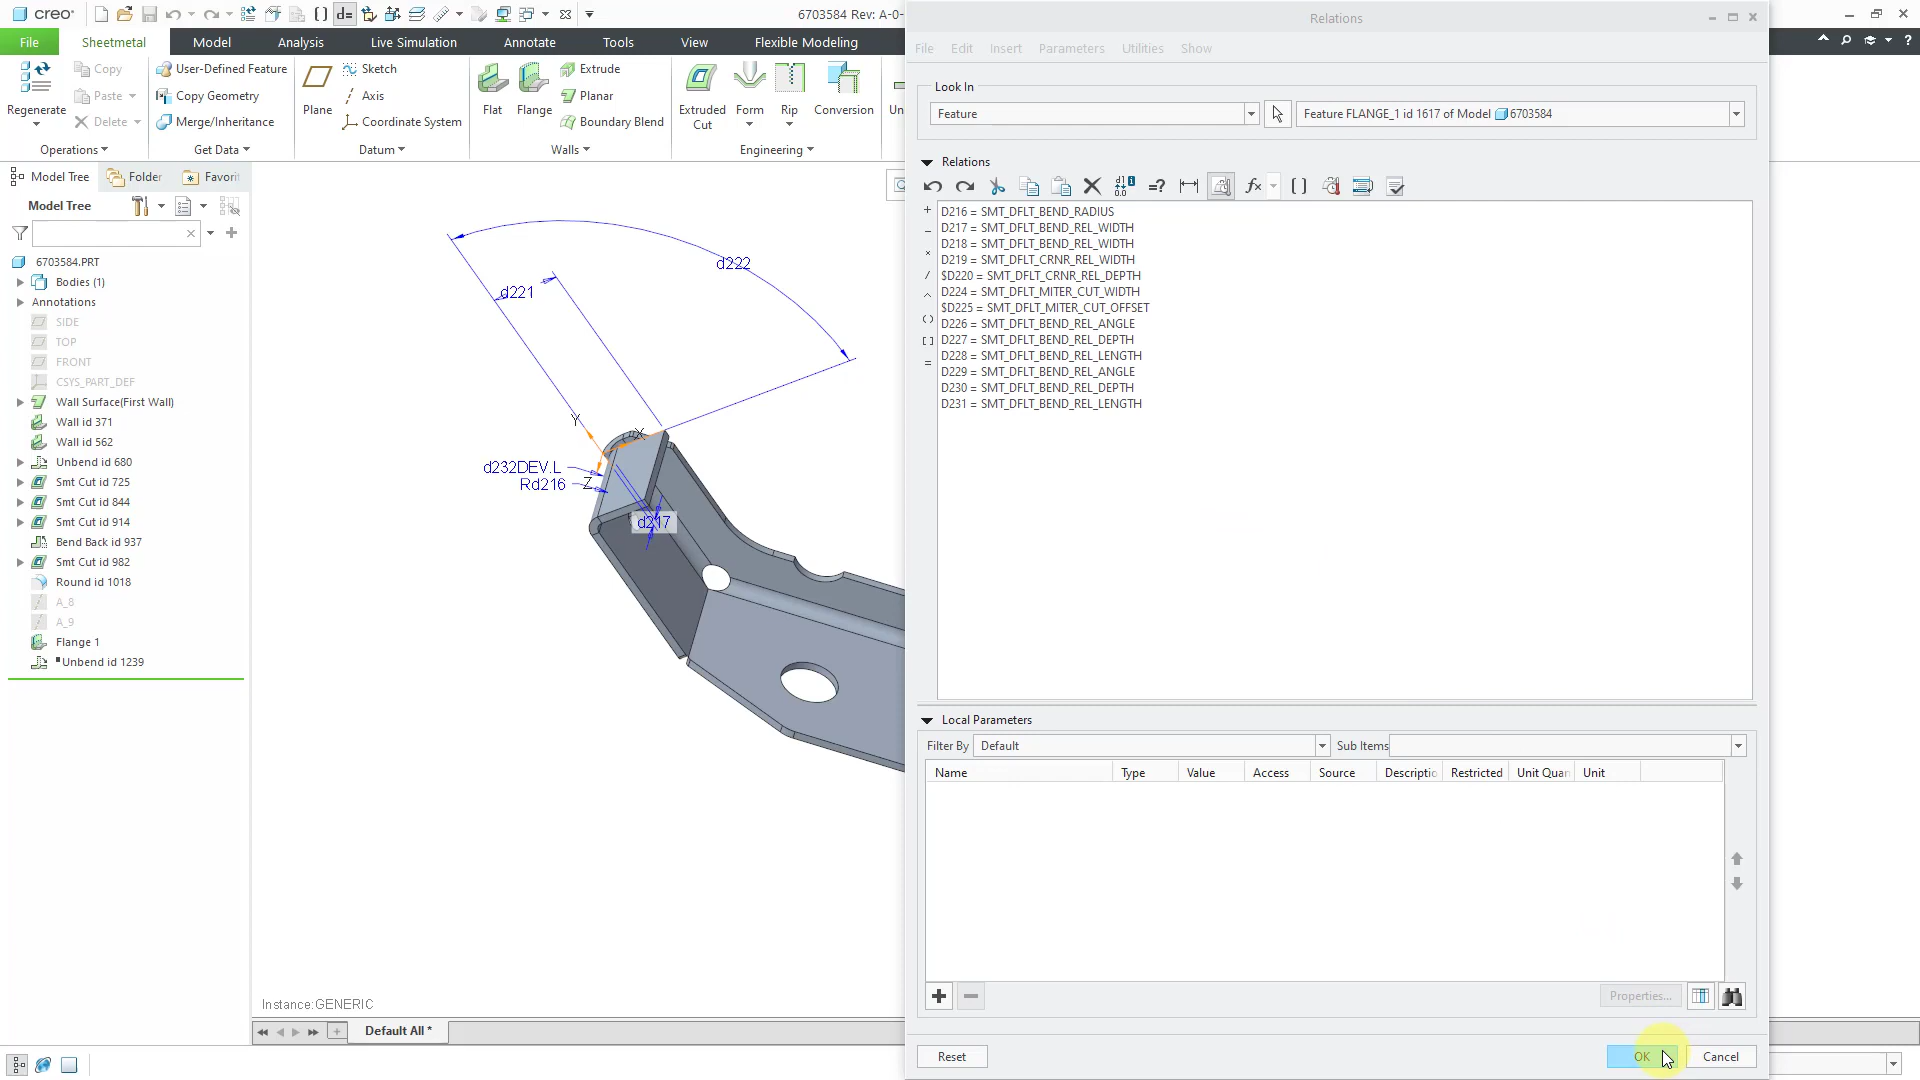 creo®
6703584 Rev: A-0-
File
Sheetmetal
Model
Analysis
Live Simulation
Annotate
Tools
View
Flexible Modeling
Regenerate
Copy
Paste
Delete
Operations
User-Defined Feature
Copy Geometry
Merge/Inheritance
Get Data
Plane
Sketch
Axis
Coordinate System
Datum
Flat
Flange
Extrude
Planar
Boundary Blend
Walls
Extruded Cut
Form
Rip
Conversion
Engineering
Model Tree
Folder
Favorit
Model Tree
6703584.PRT
Bodies (1)
Annotations
SIDE
TOP
FRONT
CSYS_PART_DEF
Wall Surface(First Wall)
Wall id 371
Wall id 562
Unbend id 680
Smt Cut id 725
Smt Cut id 844
Smt Cut id 914
Bend Back id 937
Smt Cut id 982
Round id 1018
A_8
A_9
Flange 1
Unbend id 1239
d222
d221
Y
X
d232DEV.L
Rd216
Z
d217
Instance:GENERIC
Default All *
Relations
File
Edit
Insert
Parameters
Utilities
Show
Look In
Feature
Feature FLANGE_1 id 1617 of Model 6703584
Relations
D216 = SMT_DFLT_BEND_RADIUS
D217 = SMT_DFLT_BEND_REL_WIDTH
D218 = SMT_DFLT_BEND_REL_WIDTH
D219 = SMT_DFLT_CRNR_REL_WIDTH
$D220 = SMT_DFLT_CRNR_REL_DEPTH
D224 = SMT_DFLT_MITER_CUT_WIDTH
$D225 = SMT_DFLT_MITER_CUT_OFFSET
D226 = SMT_DFLT_BEND_REL_ANGLE
D227 = SMT_DFLT_BEND_REL_DEPTH
D228 = SMT_DFLT_BEND_REL_LENGTH
D229 = SMT_DFLT_BEND_REL_ANGLE
D230 = SMT_DFLT_BEND_REL_DEPTH
D231 = SMT_DFLT_BEND_REL_LENGTH
Local Parameters
Filter By Default
Sub Items
Name Type Value Access Source Descriptio Restricted Unit Quan Unit
Properties...
Reset
OK
Cancel